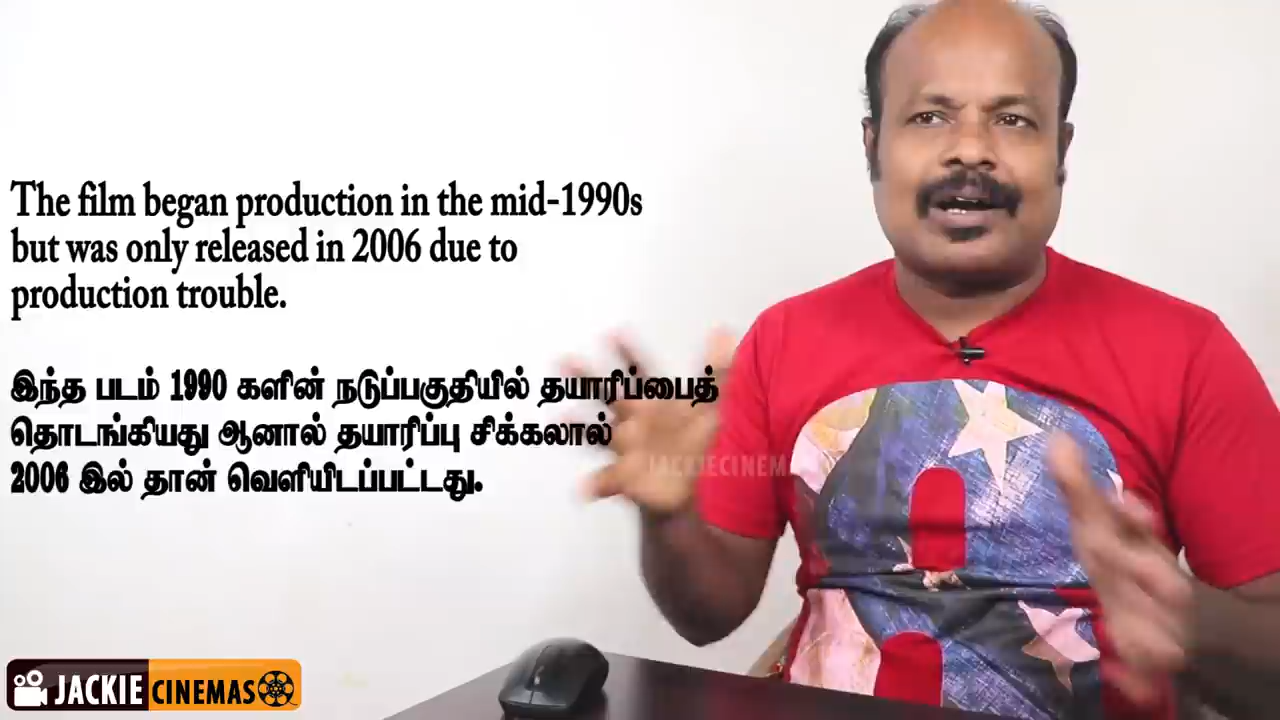 The film began production in the mid-1990s
but was only released in 2006 due to
production trouble.
இந்த படம் 1990 களின் நடுப்பகுதியில் தயாரிப்பைத்
தொடங்கியது ஆனால் தயாரிப்பு சிக்கலால்
2006 இல் தான் வெளியிடப்பட்டது.
JACKIECINEM
JACKIE CINEMAS